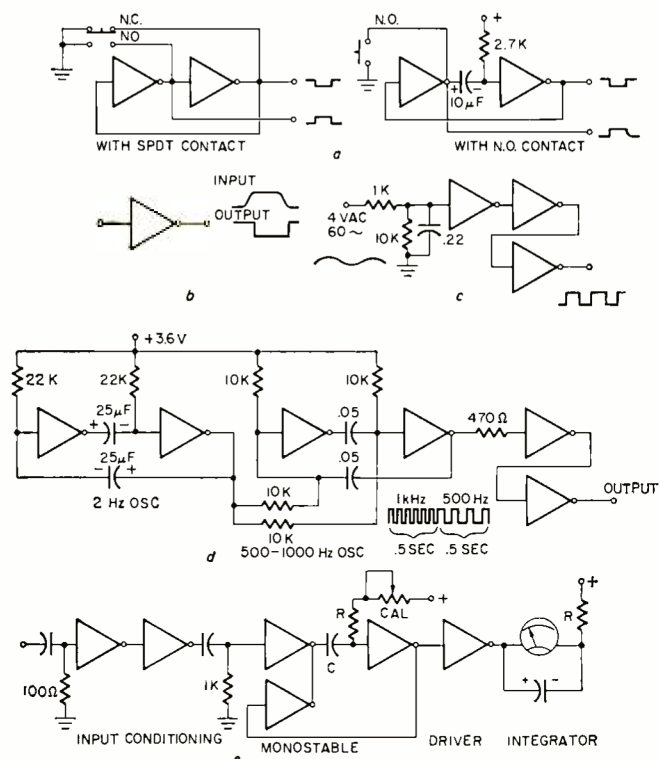 N.C.
NO
WITH SPDT CONTACT
N.O.
+
2.7K
+ -
10µF
WITH N.O. CONTACT
a
INPUT
OUTPUT
b
1K
4 VAC
60~
10K
.22
c
+3.6V
22K
22K
25µF
+ -
25µF
- +
2 Hz OSC
10K
10K
.05
.05
10K
10K
500-1000 Hz OSC
470Ω
1kHz
500 Hz
.5 SEC
.5 SEC
OUTPUT
d
100Ω
1K
INPUT CONDITIONING
C
R
CAL
+
MONOSTABLE
DRIVER
+
R
+ -
INTEGRATOR
e